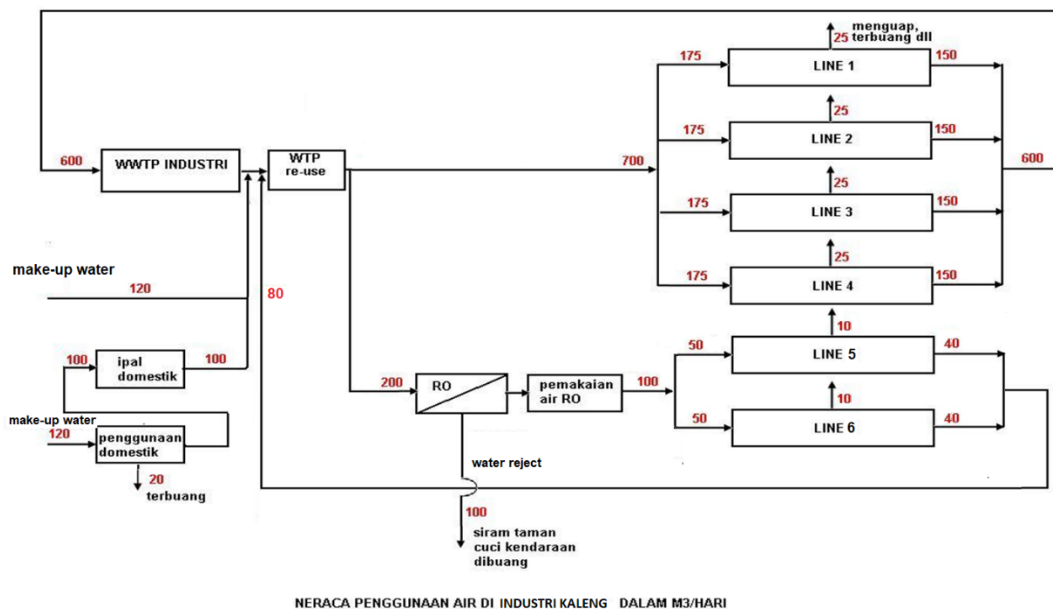 menguap,
25 terbuang dll
175
LINE 1
150
25
175
LINE 2
150
600
WWTP INDUSTRI
WTP
re-use
700
600
25
175
LINE 3
150
25
make-up water
120
80
175
LINE 4
150
10
100
ipal
domestik
100
50
LINE 5
40
200
RO
pemakaian
air RO
100
10
make-up water
120
penggunaan
domestik
50
LINE 6
40
20
terbuang
water reject
100
siram taman
cuci kendaraan
dibuang
NERACA PENGGUNAAN AIR DI INDUSTRI KALENG DALAM M3/HARI